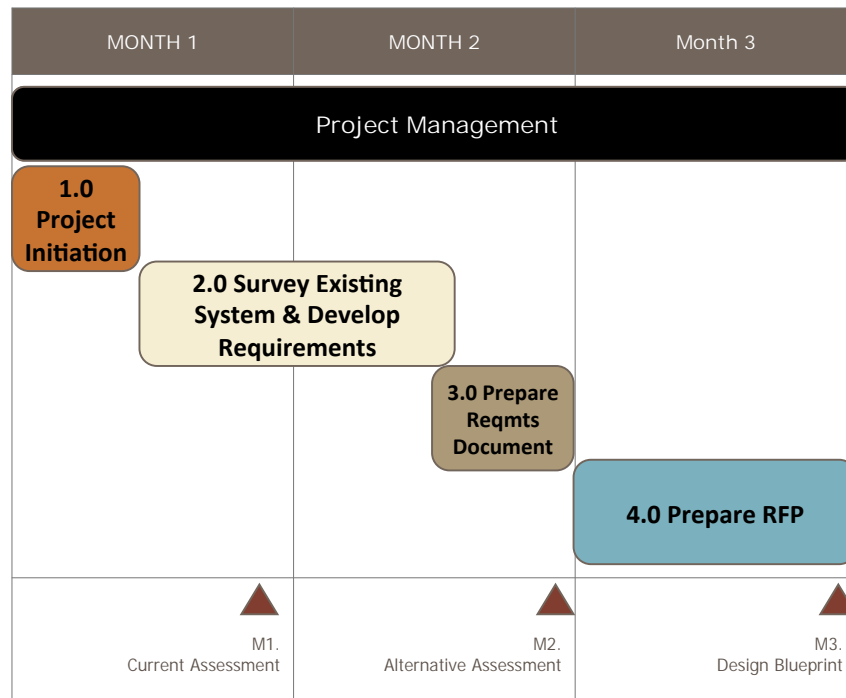 MONTH 1
MONTH 2
Month 3
Project Management
1.0
Project
Initiation
2.0 Survey Existing
System & Develop
Requirements
3.0 Prepare
Reqmts
Document
4.0 Prepare RFP
M1.
Current Assessment
M2.
Alternative Assessment
M3.
Design Blueprint